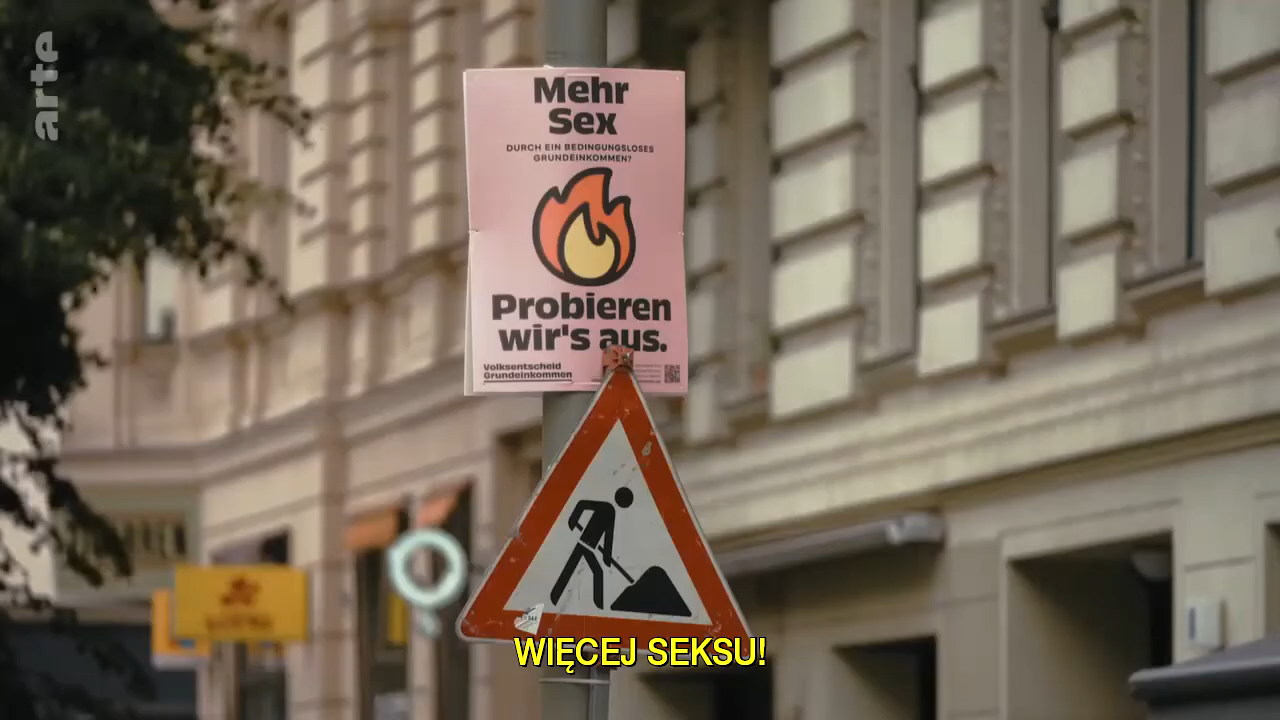 arte
Mehr
Sex
DURCH EIN BEDINGUNGSLOSES
GRUNDEINKOMMEN?
Probieren
wir's aus.
Volksentscheid
Grundeinkommen
WIĘCEJ SEKSU!